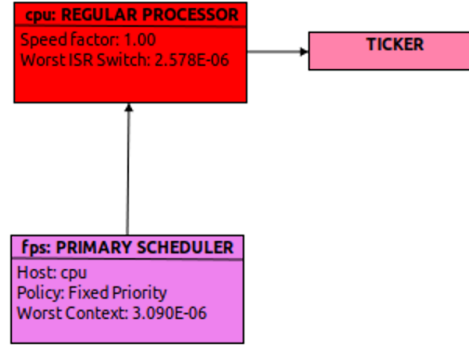 cpu: REGULAR PROCESSOR
Speed factor: 1.00
Worst ISR Switch: 2.578E-06
TICKER
fps: PRIMARY SCHEDULER
Host: cpu
Policy: Fixed Priority
Worst Context: 3.090E-06